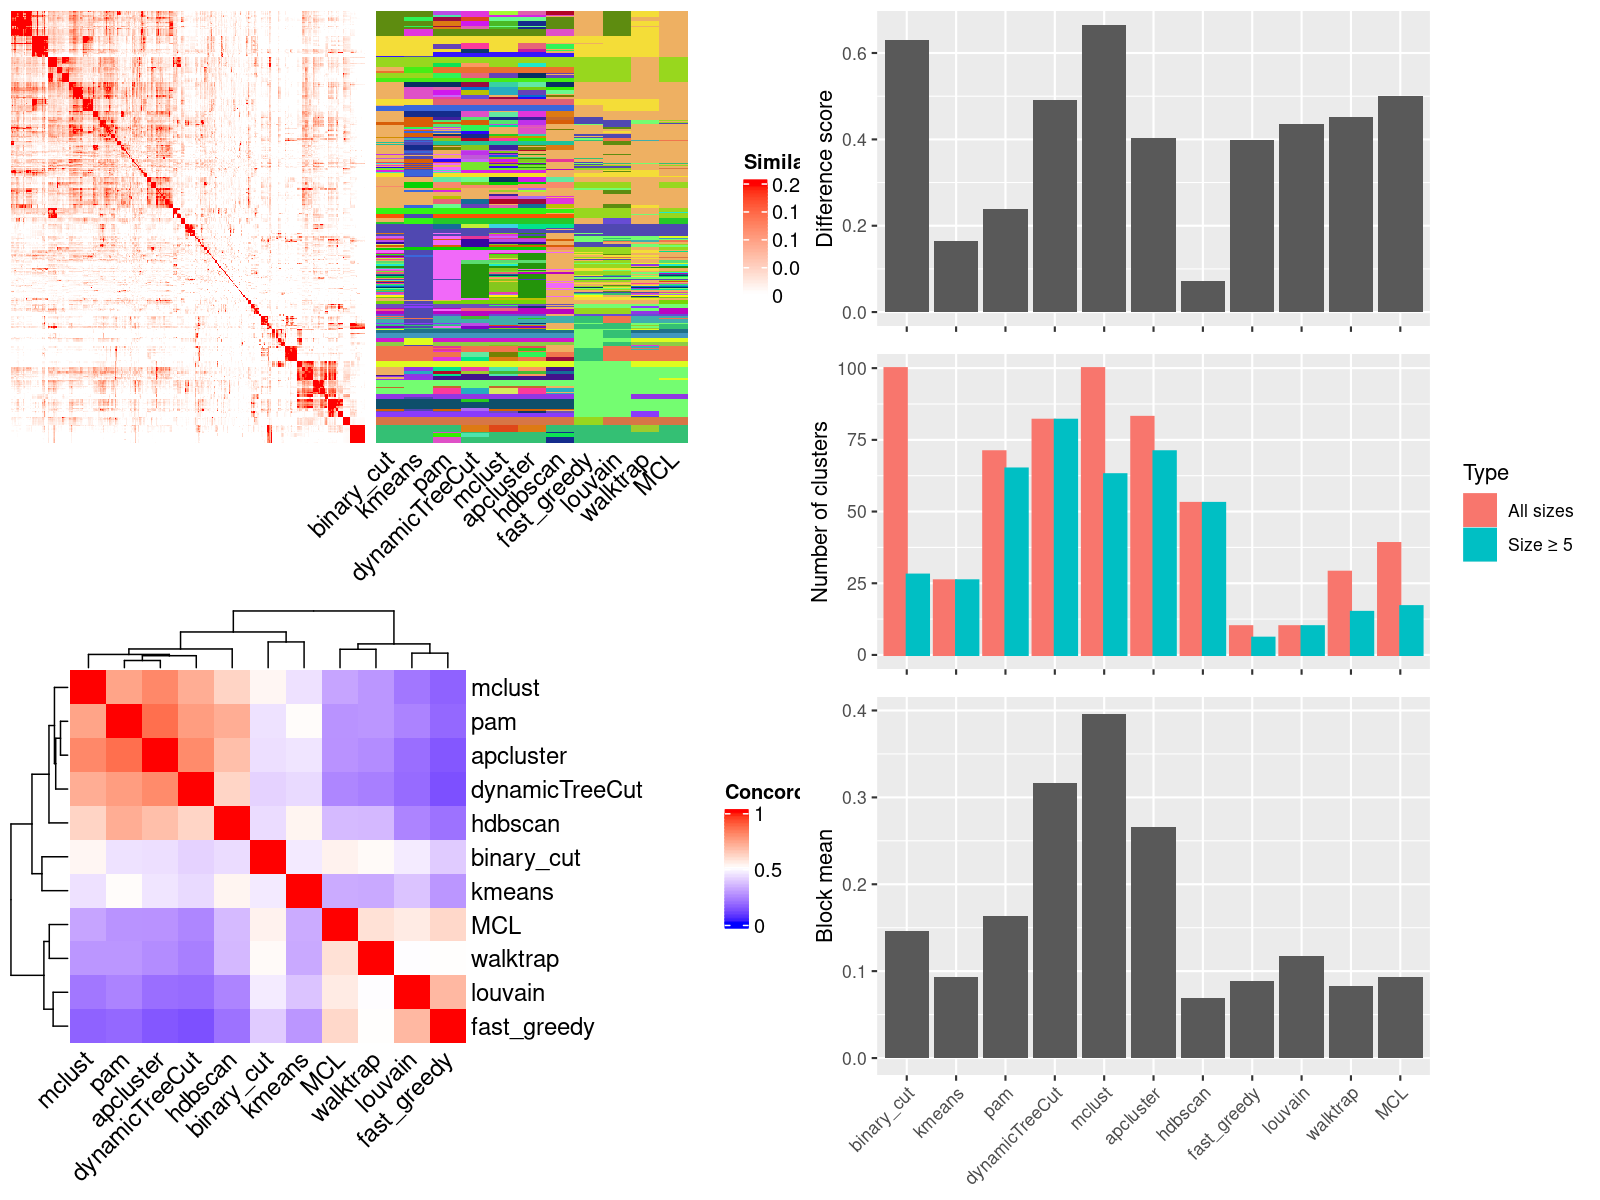 Simila
0.2
0.1
0.1
0.0
0
binary_cut
kmeans
pam
dynamicTreeCut
mclust
apcluster
hdbscan
fast_greedy
louvain
walktrap
MCL
mclust
pam
apcluster
dynamicTreeCut
hdbscan
binary_cut
kmeans
MCL
walktrap
louvain
fast_greedy
mclust
pam
apcluster
dynamicTreeCut
hdbscan
binary_cut
kmeans
MCL
walktrap
louvain
fast_greedy
Concord
1
0.5
0
Difference score
0.6
0.4
0.2
0.0
Number of clusters
100
75
50
25
0
Type
All sizes
Size ≥ 5
Block mean
0.4
0.3
0.2
0.1
0.0
binary_cut
kmeans
pam
dynamicTreeCut
mclust
apcluster
hdbscan
fast_greedy
louvain
walktrap
MCL